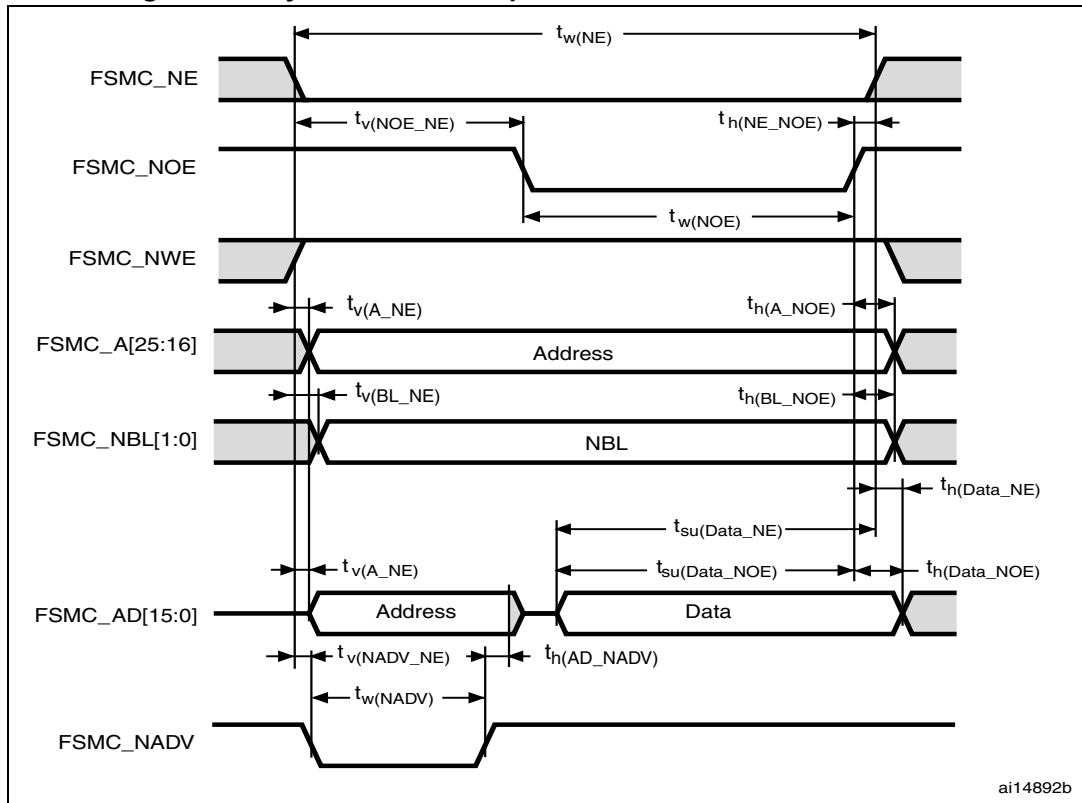 tw(NE)
FSMC_NE
tv(NOE_NE)
th(NE_NOE)
FSMC_NOE
tw(NOE)
FSMC_NWE
tv(A_NE)
th(A_NOE)
FSMC_A[25:16]
Address
tv(BL_NE)
th(BL_NOE)
FSMC_NBL[1:0]
NBL
th(Data_NE)
tsu(Data_NE)
tv(A_NE)
tsu(Data_NOE)
th(Data_NOE)
FSMC_AD[15:0]
Address
Data
tv(NADV_NE)
th(AD_NADV)
tw(NADV)
FSMC_NADV
ai14892b